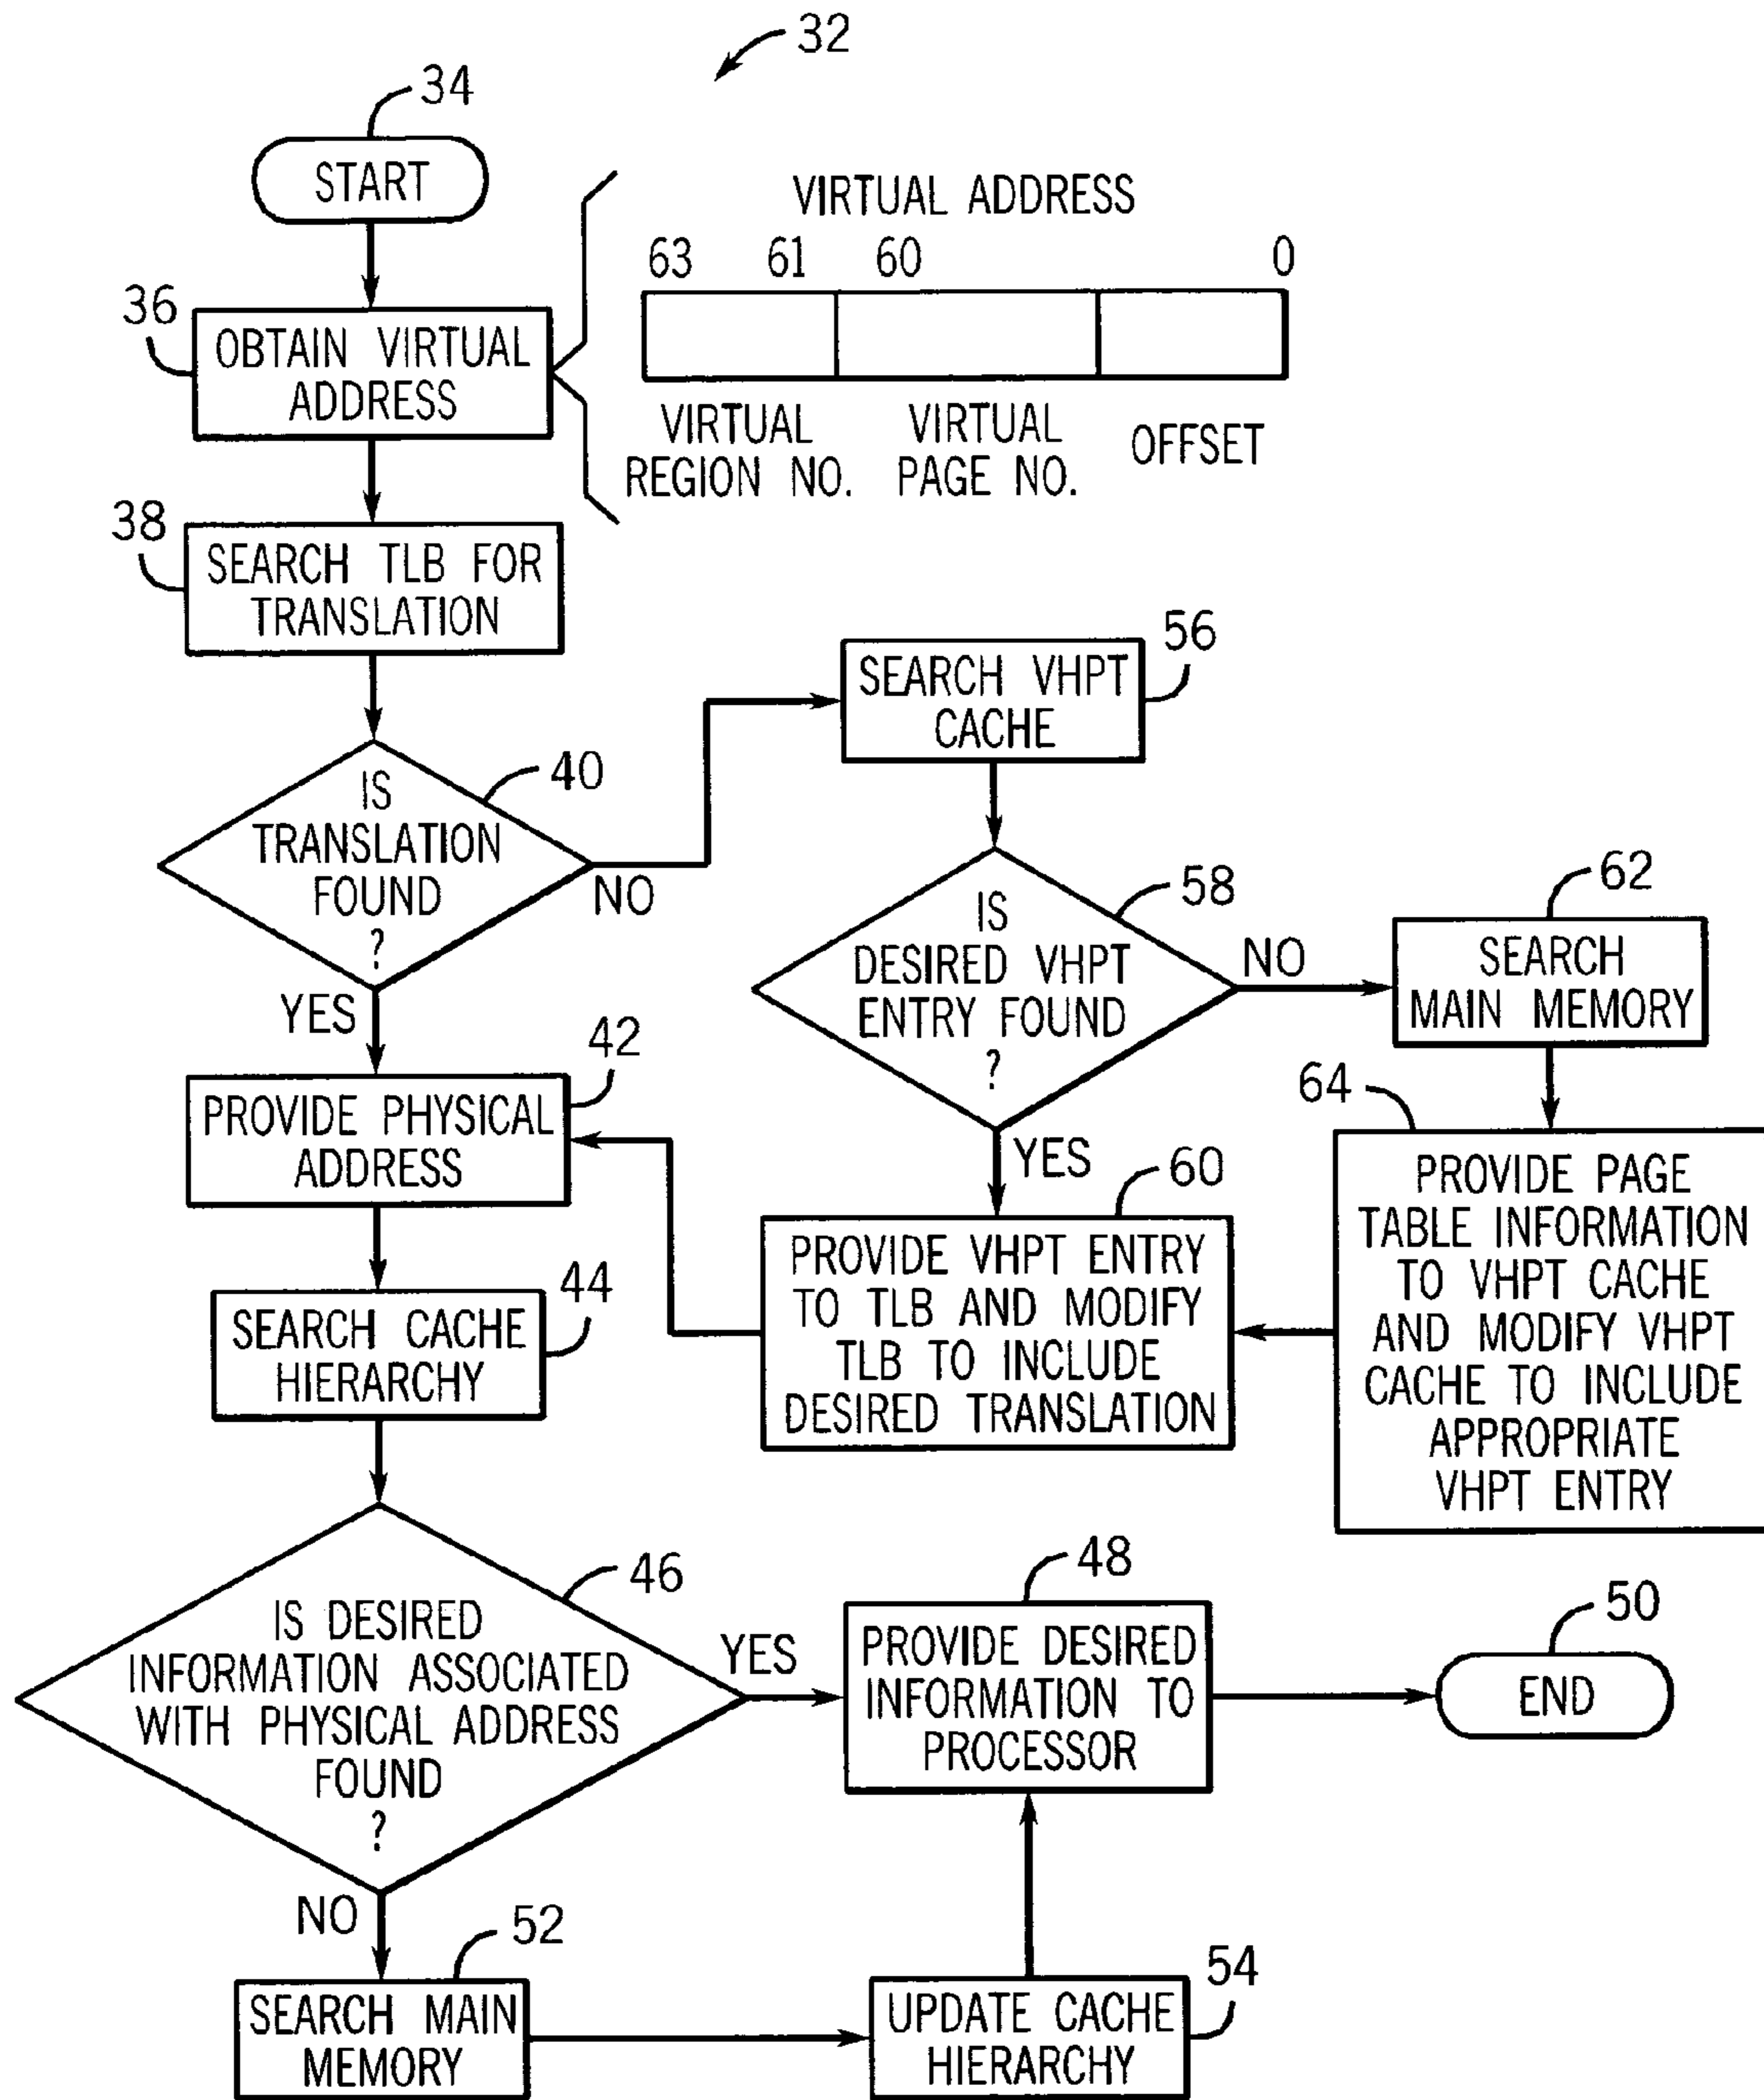 32
34
START
VIRTUAL ADDRESS
63 61 60 0
36
OBTAIN VIRTUAL
ADDRESS
VIRTUAL
REGION NO.
VIRTUAL
PAGE NO.
OFFSET
38
SEARCH TLB FOR
TRANSLATION
40
IS
TRANSLATION
FOUND
?
NO
YES
56
SEARCH VHPT
CACHE
58
IS
DESIRED VHPT
ENTRY FOUND
?
NO
YES
62
SEARCH
MAIN MEMORY
64
PROVIDE PAGE
TABLE INFORMATION
TO VHPT CACHE
AND MODIFY VHPT
CACHE TO INCLUDE
APPROPRIATE
VHPT ENTRY
60
PROVIDE VHPT ENTRY
TO TLB AND MODIFY
TLB TO INCLUDE
DESIRED TRANSLATION
42
PROVIDE PHYSICAL
ADDRESS
44
SEARCH CACHE
HIERARCHY
46
IS DESIRED
INFORMATION ASSOCIATED
WITH PHYSICAL ADDRESS
FOUND
?
YES
NO
48
PROVIDE DESIRED
INFORMATION TO
PROCESSOR
50
END
52
SEARCH MAIN
MEMORY
54
UPDATE CACHE
HIERARCHY